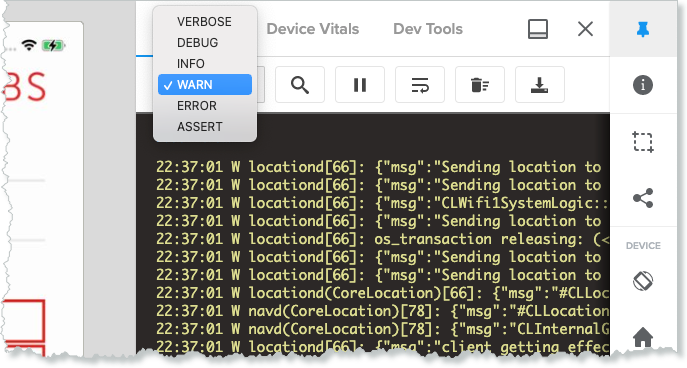 VERBOSE
DEBUG
INFO
✓ WARN
ERROR
ASSERT
Device Vitals
Dev Tools
BS
22:37:01 W locationd[66]: {"msg":"Sending location to
22:37:01 W locationd[66]: {"msg":"Sending location to
22:37:01 W locationd[66]: {"msg":"CLWifi1SystemLogic::
22:37:01 W locationd[66]: {"msg":"Sending location to
22:37:01 W locationd[66]: os_transaction releasing: (<
22:37:01 W locationd[66]: {"msg":"Sending location to
22:37:01 W locationd[66]: {"msg":"Sending location to
22:37:01 W locationd(CoreLocation)[66]: {"msg":"#CLLoc
22:37:01 W navd(CoreLocation)[78]: {"msg":"#CLLocation
22:37:01 W navd(CoreLocation)[78]: {"msg":"CLInternalG
22:37:01 W locationd[66]: {"msg":"client getting effec
DEVICE